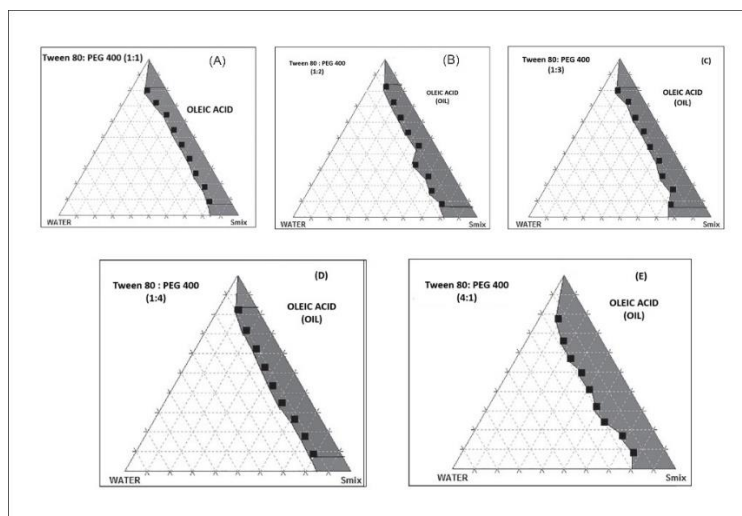 Tween 80: PEG 400 (1:1)
(A)
OLEIC ACID
WATER
Smix
Tween 80 : PEG 400
(1:2)
(B)
OLEIC ACID
(OIL)
WATER
Smix
Tween 80: PEG 400
(1:3)
(C)
OLEIC ACID
(OIL)
WATER
Smix
Tween 80 : PEG 400
(1:4)
(D)
OLEIC ACID
(OIL)
WATER
Smix
Tween 80: PEG 400
(4:1)
(E)
OLEIC ACID
(OIL)
WATER
Smix